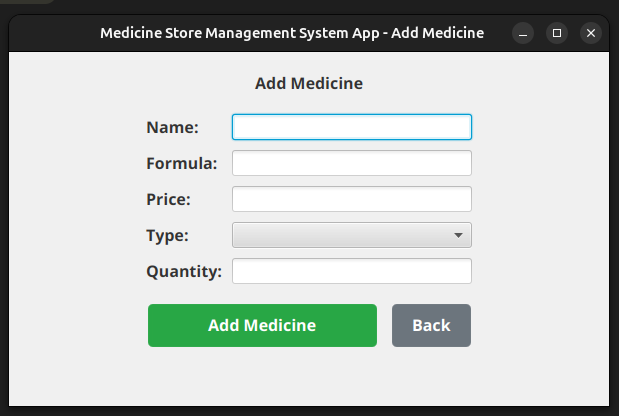 Medicine Store Management System App - Add Medicine
Add Medicine
Name:
Formula:
Price:
Type:
Quantity:
Add Medicine Back